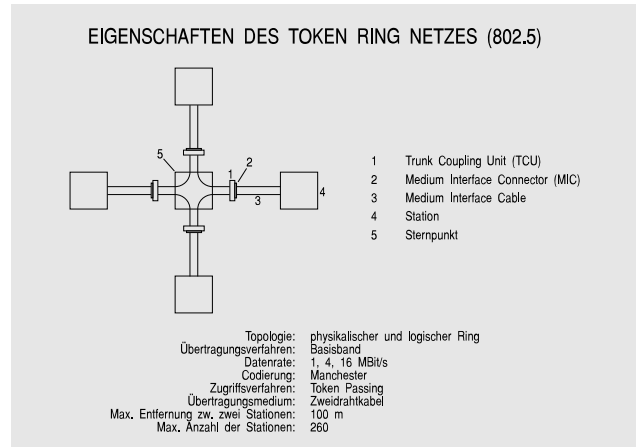 EIGENSCHAFTEN DES TOKEN RING NETZES (802.5)
5
1
2
3
4
1 Trunk Coupling Unit (TCU)
2 Medium Interface Connector (MIC)
3 Medium Interface Cable
4 Station
5 Sternpunkt
Topologie: physikalischer und logischer Ring
Übertragungsverfahren: Basisband
Datenrate: 1, 4, 16 MBit/s
Codierung: Manchester
Zugriffsverfahren: Token Passing
Übertragungsmedium: Zweidrahtkabel
Max. Entfernung zw. zwei Stationen: 100 m
Max. Anzahl der Stationen: 260